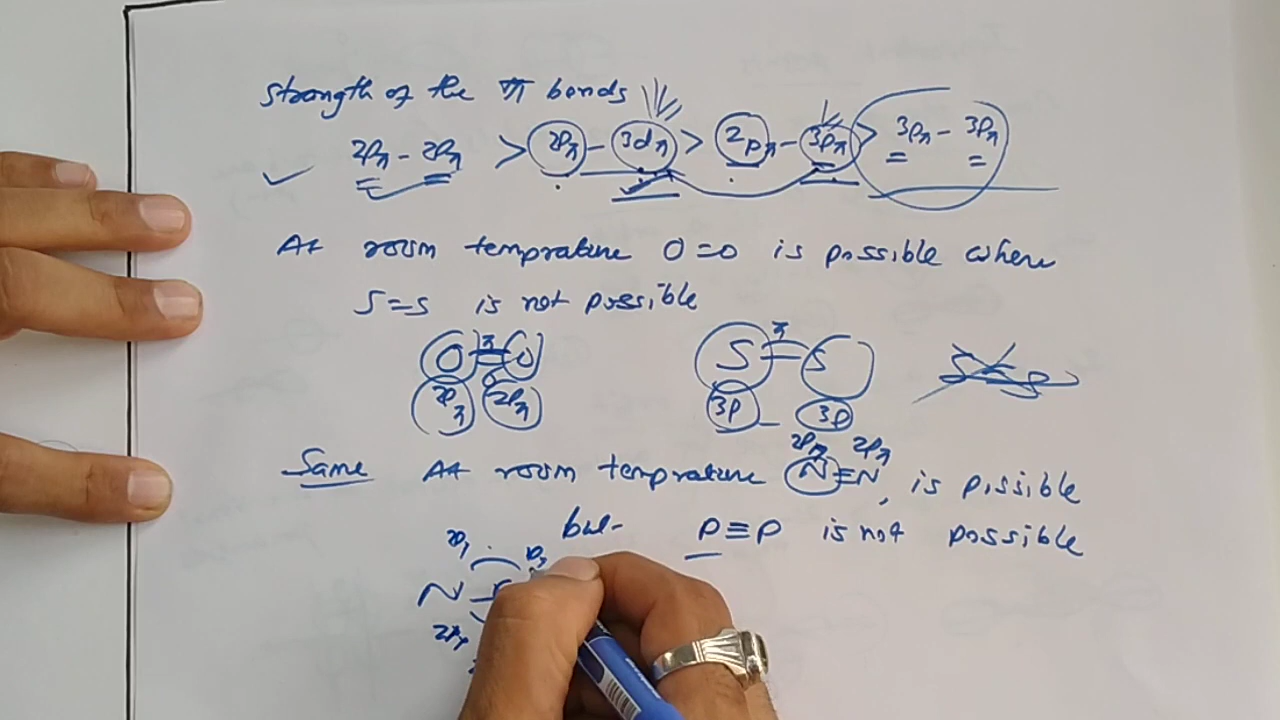 strength of the π bonds
2pπ - 2pπ > 2pπ - 3dπ > 2pπ - 3pπ > 3pπ - 3pπ
At room temprature O=O is possible where
S=S is not possible
O=O π S=S π
2pπ 2pπ 3p 3p
2pπ 2pπ
Same At room temprature N≡N, is possible
but P≡P is not possible
N
2pπ